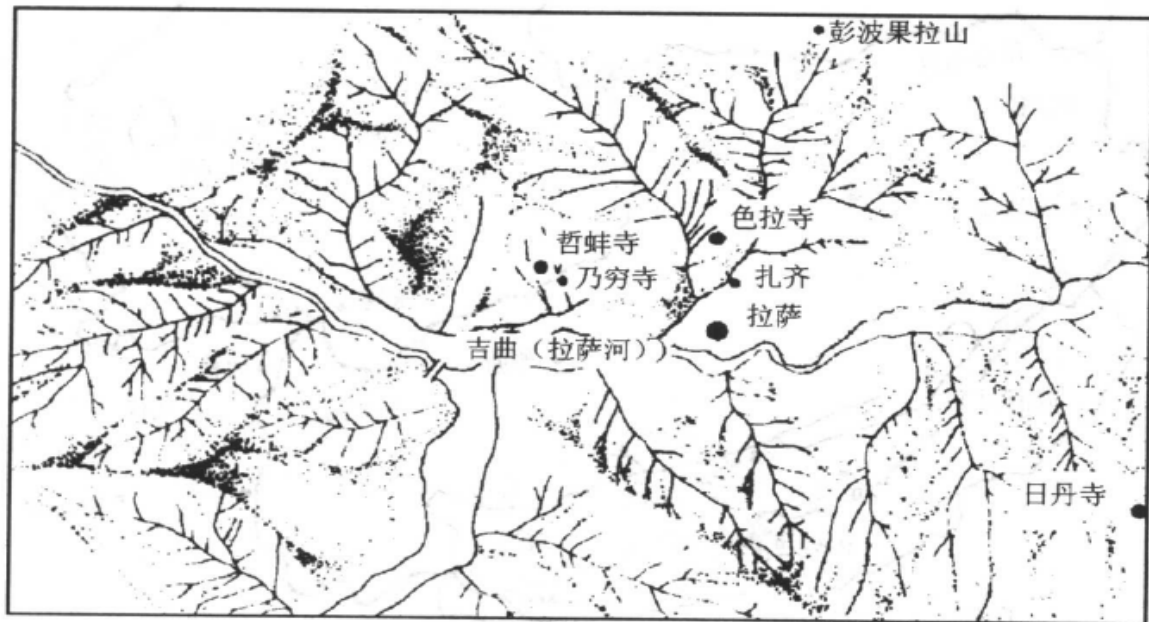 彭波果拉山
色拉寺
哲蚌寺
乃穷寺
扎齐
拉萨
吉曲（拉萨河））
日丹寺